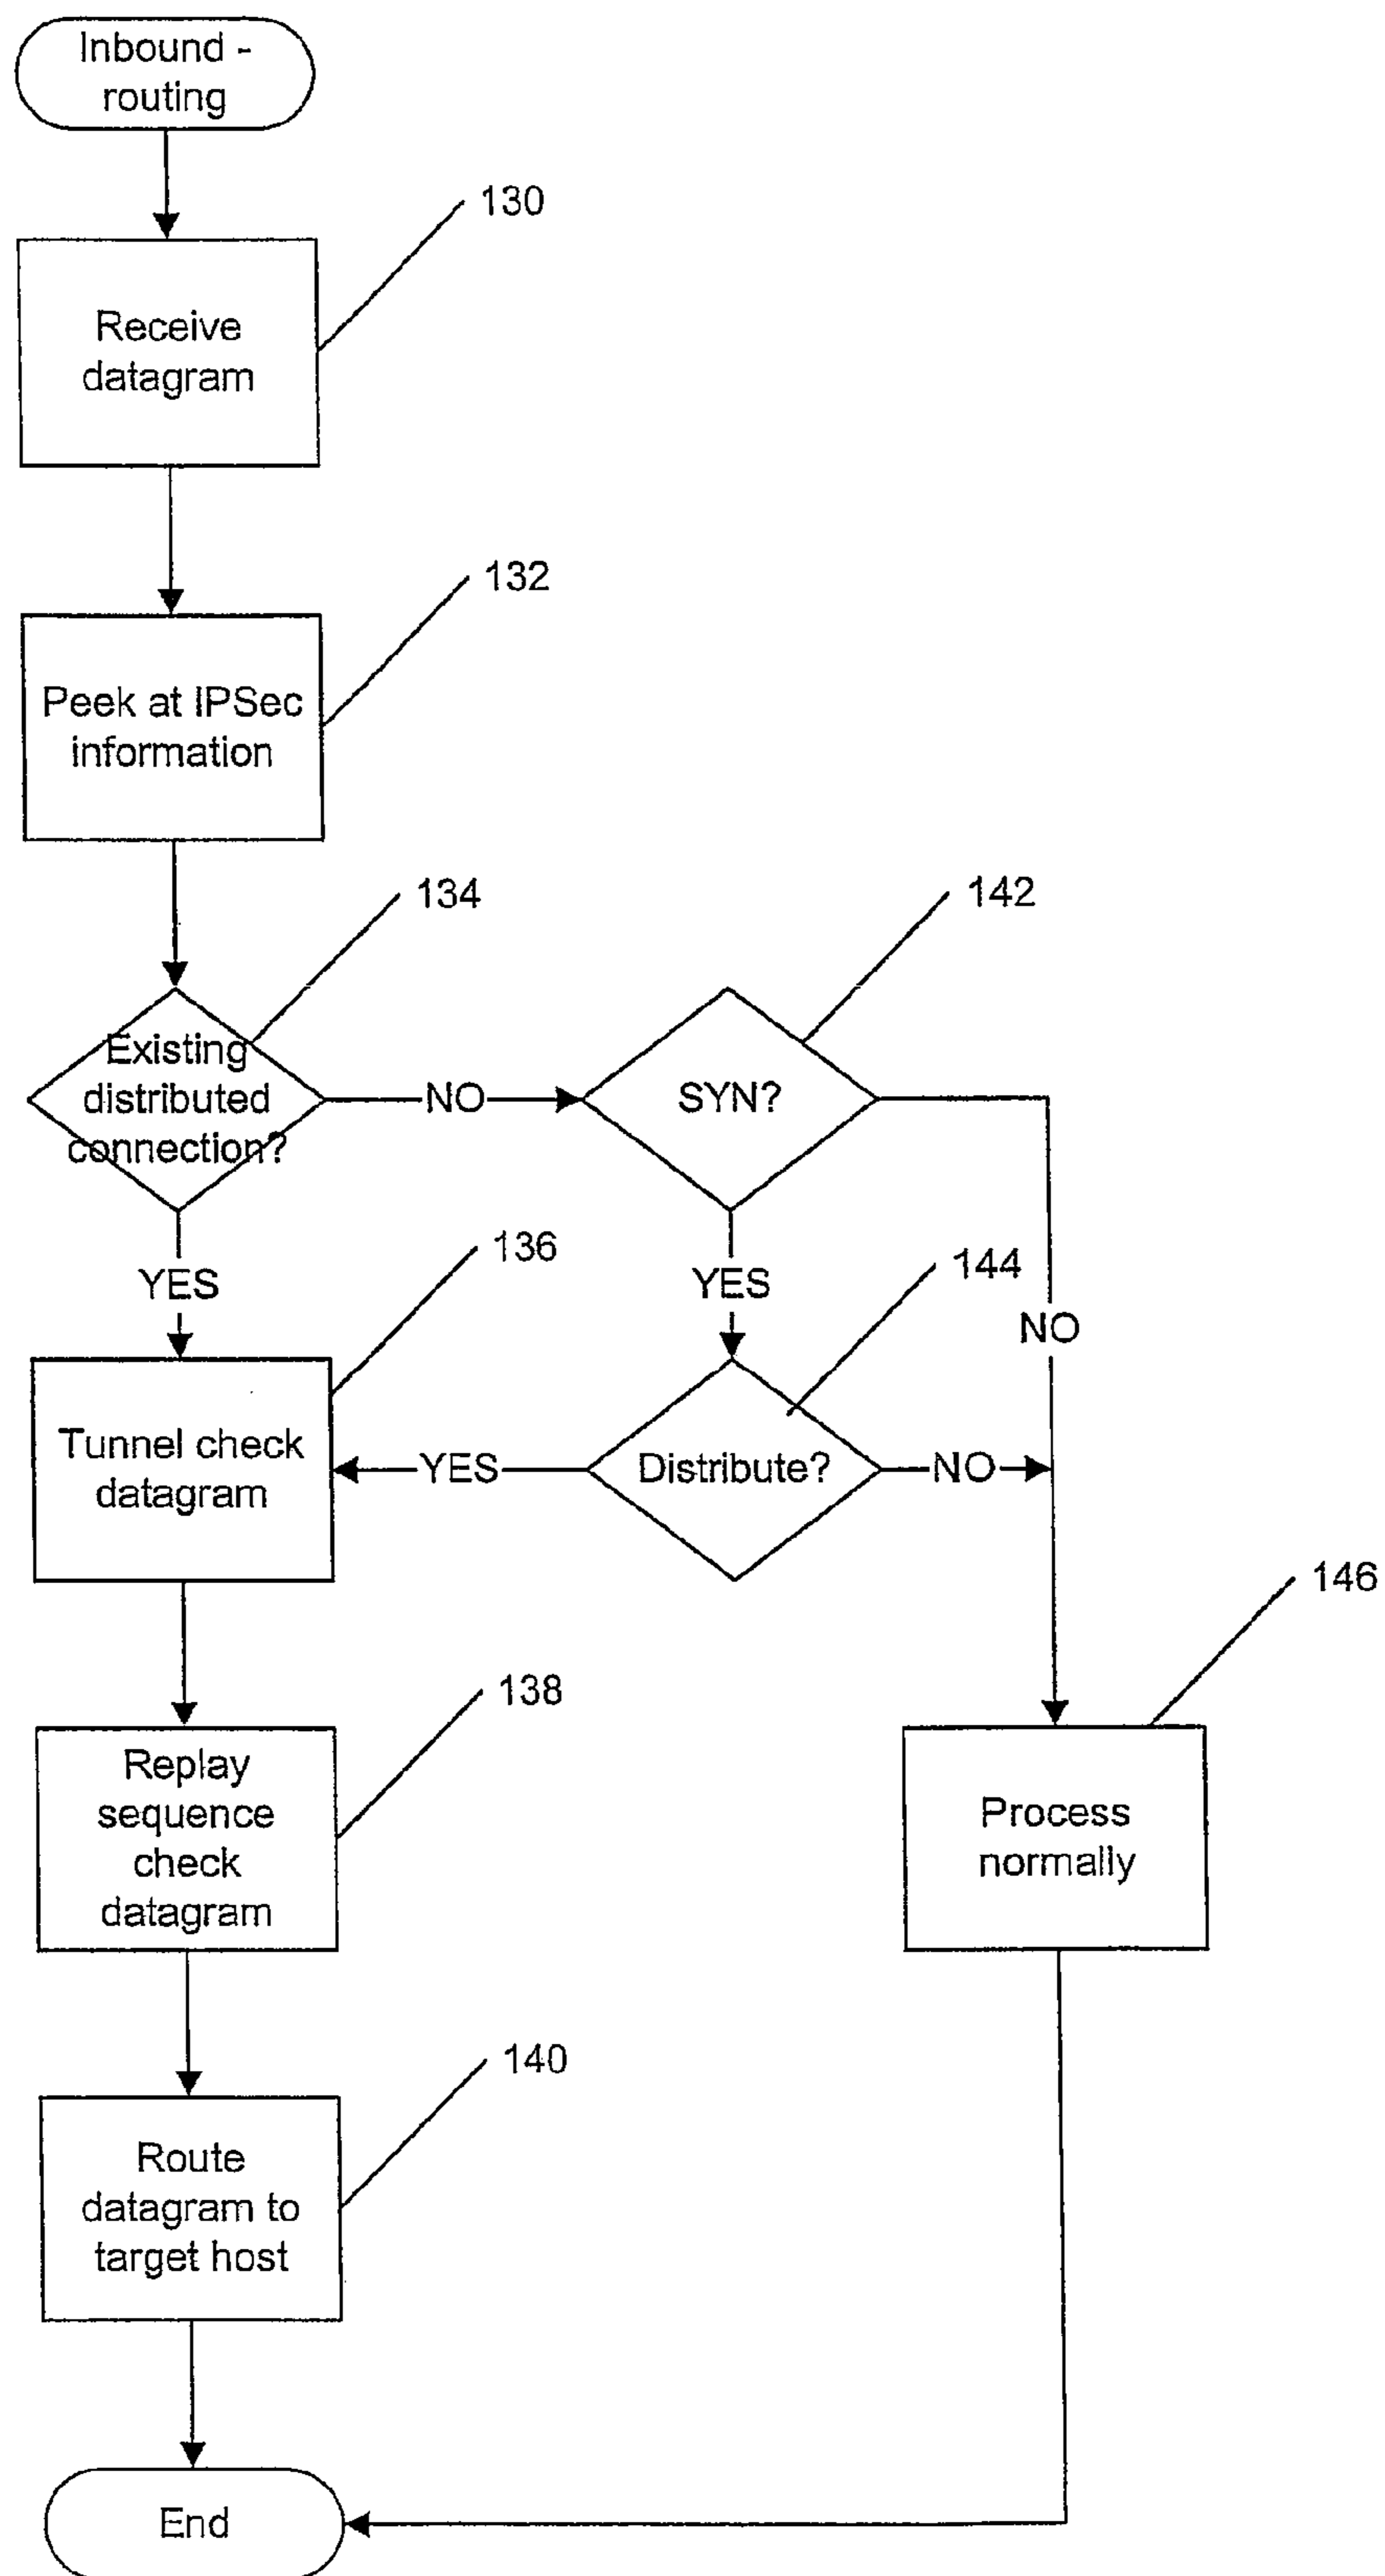 Inbound -
routing
130
Receive
datagram
132
Peek at IPSec
information
134
142
Existing
distributed
connection?
NO
SYN?
136
144
YES
YES
NO
Tunnel check
datagram
YES
Distribute?
NO
146
138
Replay
sequence
check
datagram
Process
normally
140
Route
datagram to
target host
End